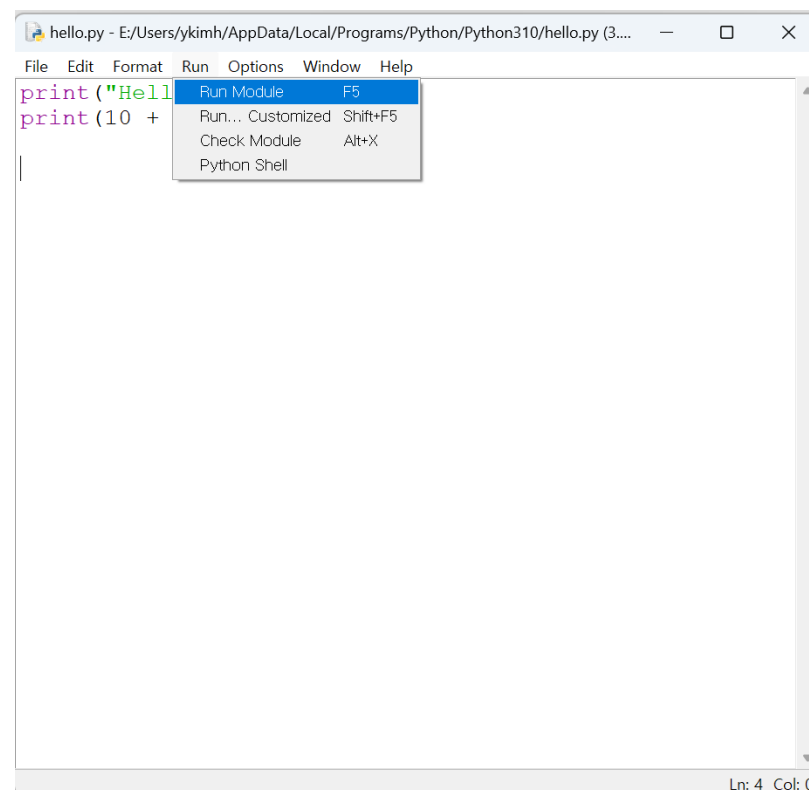 hello.py - E:/Users/ykimh/AppData/Local/Programs/Python/Python310/hello.py (3....
File Edit Format Run Options Window Help
print("Hell
print(10 +
Run Module F5
Run... Customized Shift+F5
Check Module Alt+X
Python Shell
Ln: 4 Col: 0